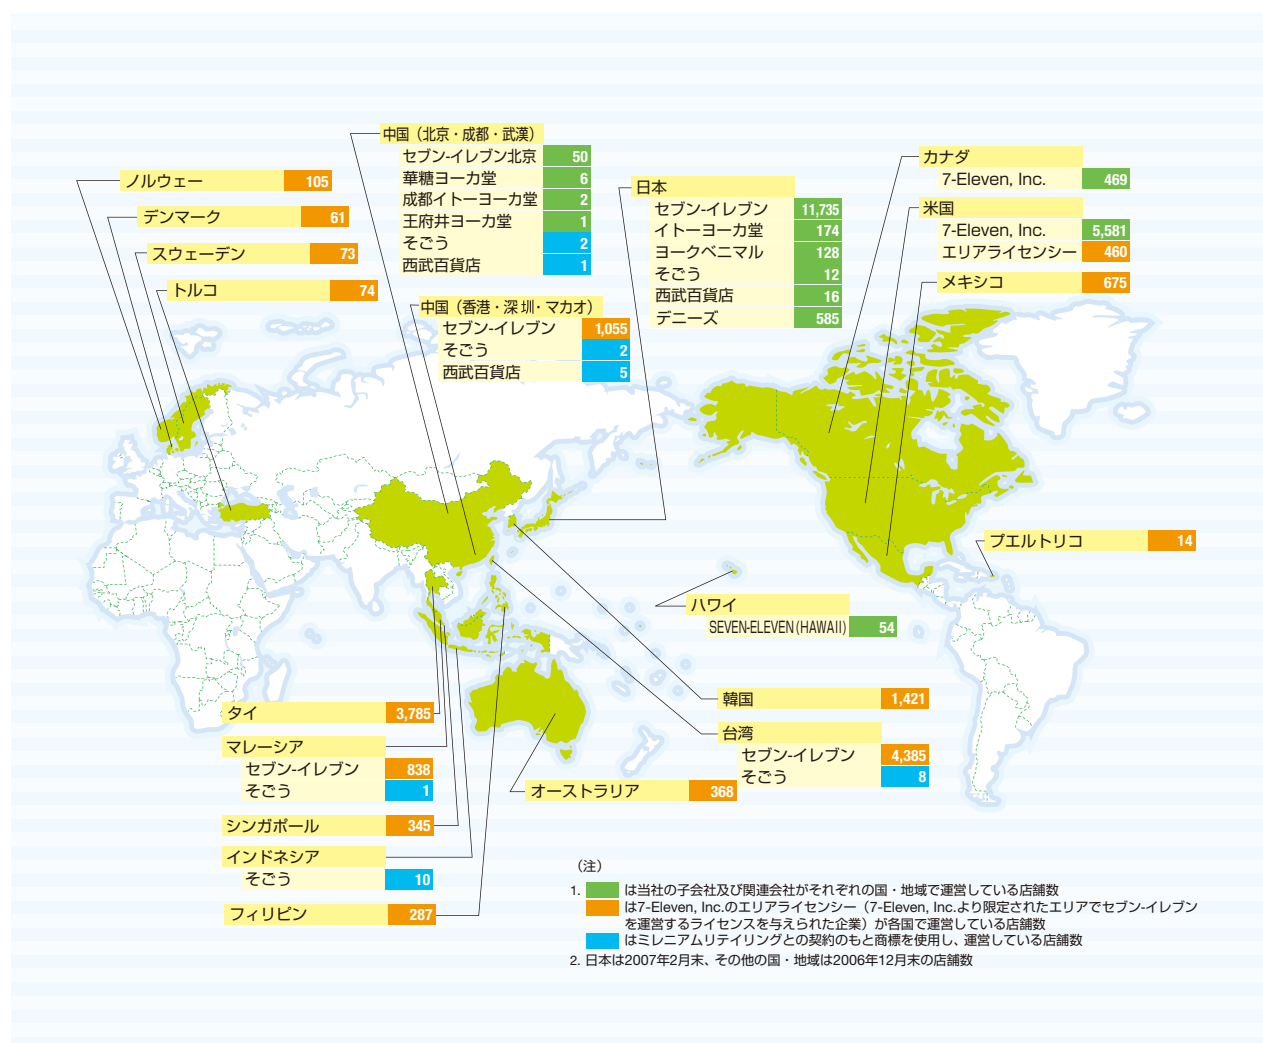 中国（北京・成都・武漢）
セブン-イレブン北京 50
華糖ヨーカ堂 6
成都イトーヨーカ堂 2
王府井ヨーカ堂 1
そごう 2
西武百貨店 1
ノルウェー 105
デンマーク 61
スウェーデン 73
トルコ 74
中国（香港・深圳・マカオ）
セブン-イレブン 1,055
そごう 2
西武百貨店 5
日本
セブン-イレブン 11,735
イトーヨーカ堂 174
ヨークベニマル 128
そごう 12
西武百貨店 16
デニーズ 585
カナダ
7-Eleven, Inc. 469
米国
7-Eleven, Inc. 5,581
エリアライセンシー 460
メキシコ 675
プエルトリコ 14
ハワイ
SEVEN-ELEVEN(HAWAII) 54
韓国 1,421
台湾
セブン-イレブン 4,385
そごう 8
オーストラリア 368
タイ 3,785
マレーシア
セブン-イレブン 838
そごう 1
シンガポール 345
インドネシア
そごう 10
フィリピン 287
（注）
1. は当社の子会社及び関連会社がそれぞれの国・地域で運営している店舗数
は7-Eleven, Inc.のエリアライセンシー（7-Eleven, Inc.より限定されたエリアでセブン-イレブン
を運営するライセンスを与えられた企業）が各国で運営している店舗数
はミレニアムリテイリングとの契約のもと商標を使用し、運営している店舗数
2. 日本は2007年2月末、その他の国・地域は2006年12月末の店舗数